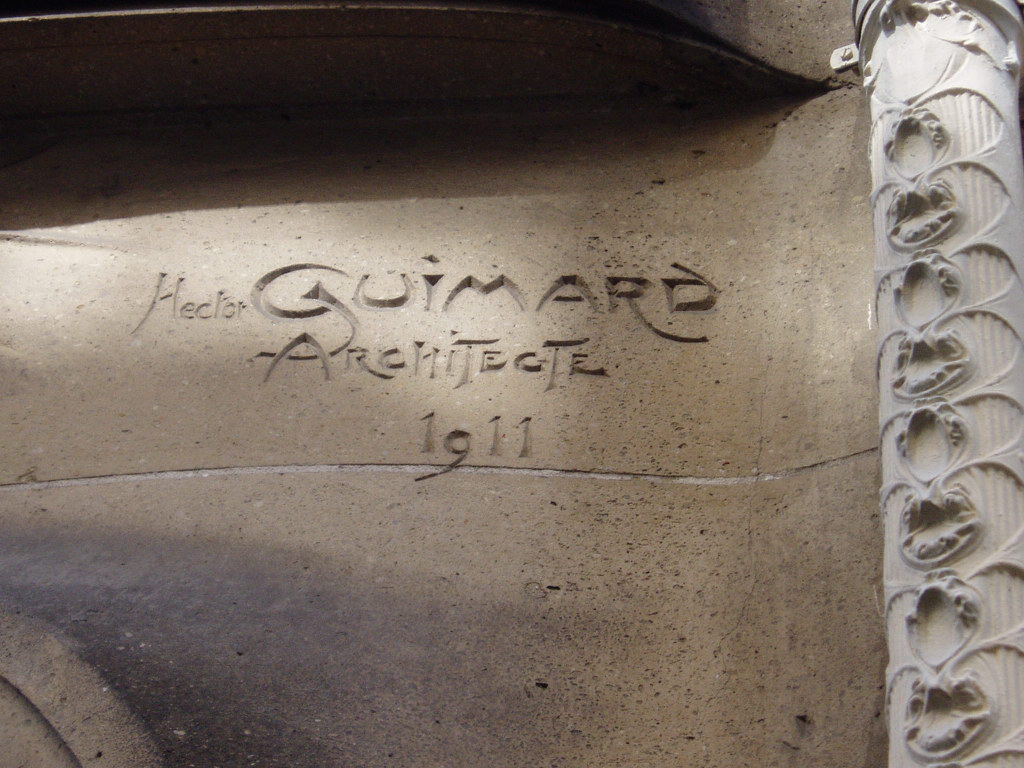 Hector GUIMARD
ARCHITECTE
1911